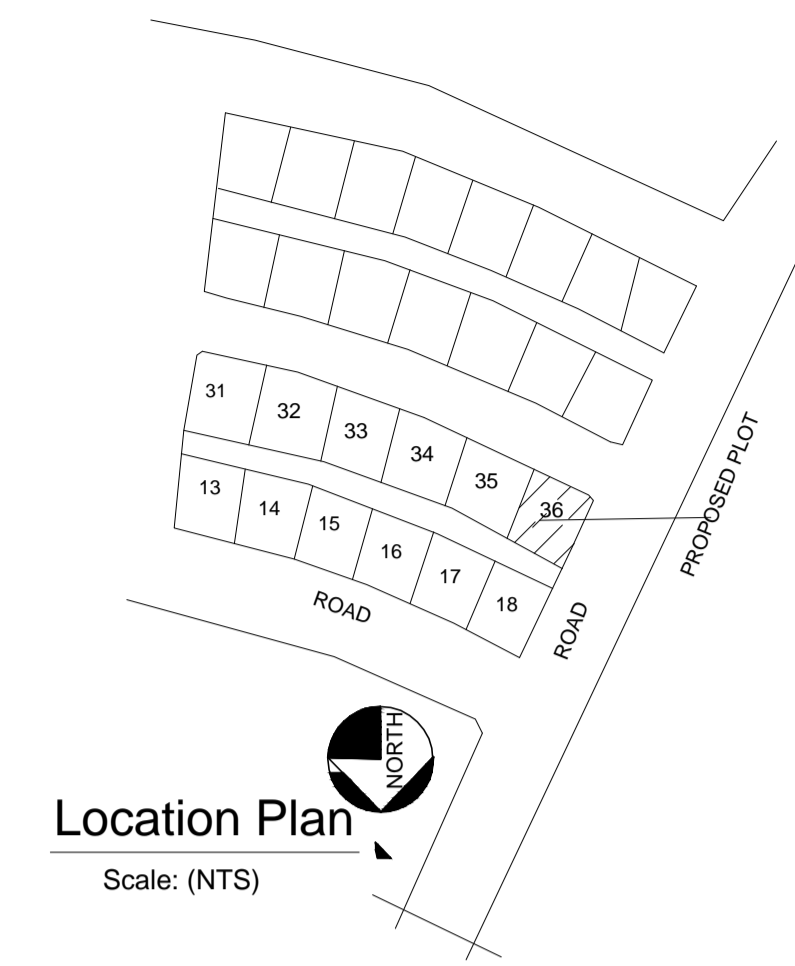 31
32
33
34
35
36
13
14
15
16
17
18
PROPOSED PLOT
ROAD
ROAD
NORTH
Location Plan
Scale: (NTS)